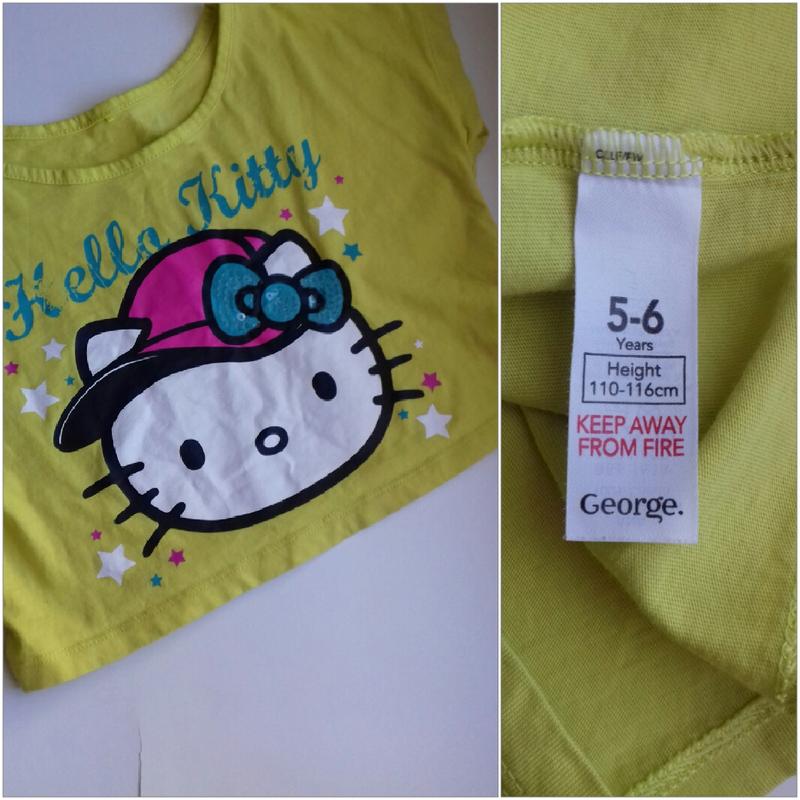 Hello Kitty
5-6
Years
Height
110-116cm
KEEP AWAY
FROM FIRE
George.